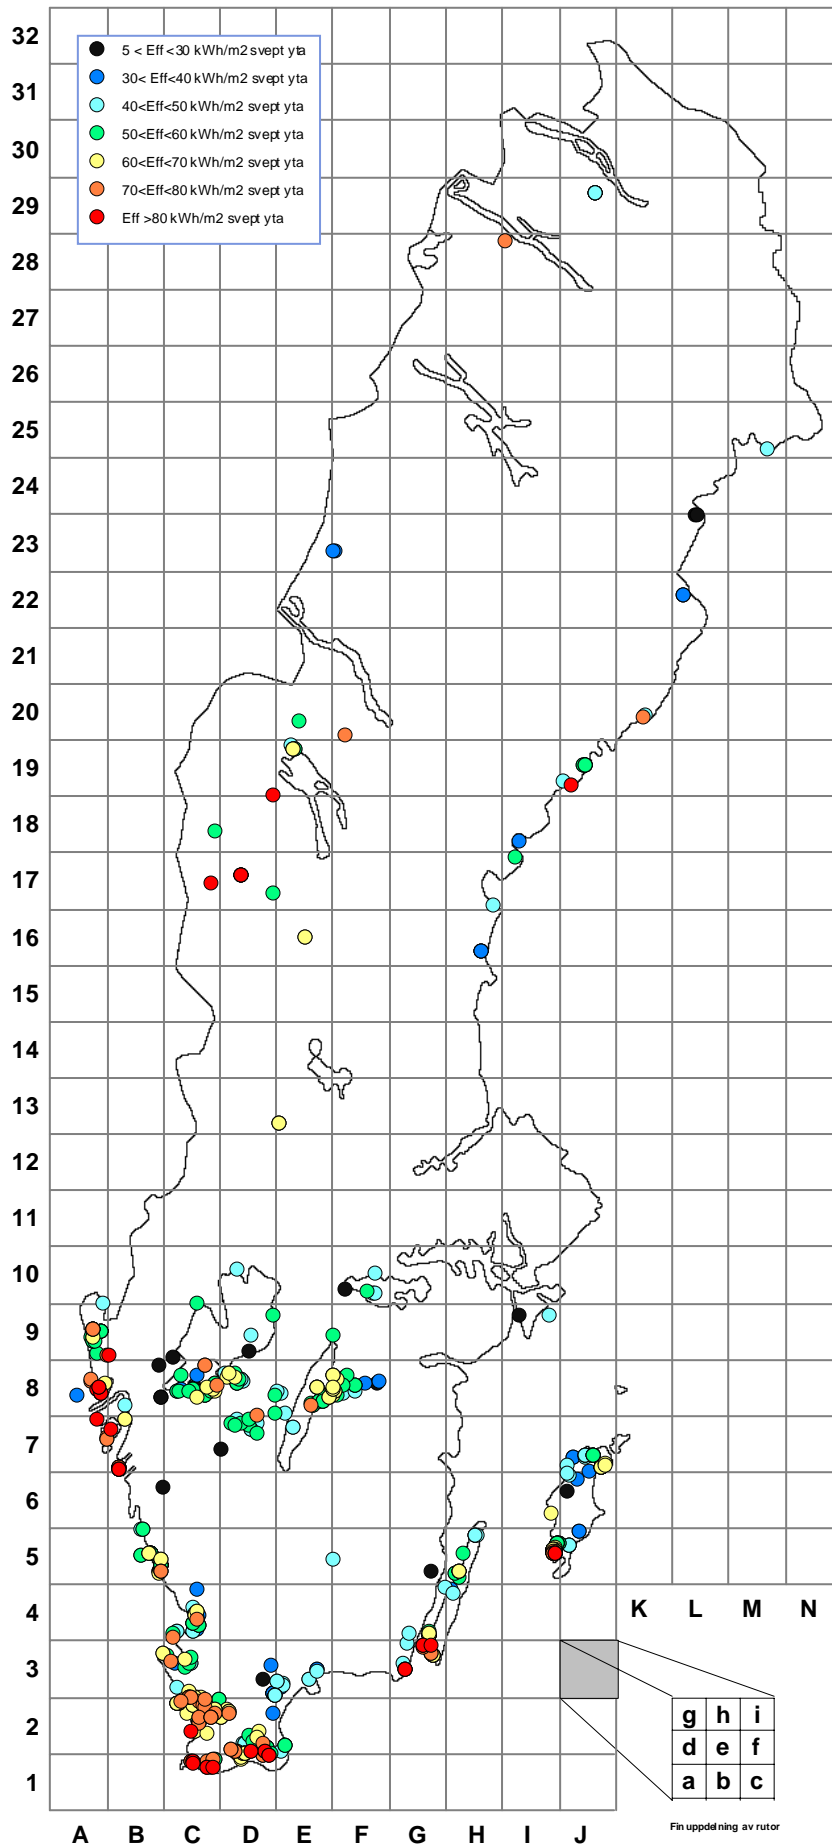 32
5 < Eff <30 kWh/m2 svept yta
30< Eff<40 kWh/m2 svept yta
40<Eff<50 kWh/m2 svept yta
50<Eff<60 kWh/m2 svept yta
60<Eff<70 kWh/m2 svept yta
70<Eff<80 kWh/m2 svept yta
Eff >80 kWh/m2 svept yta
31
30
29
28
27
26
25
24
23
22
21
20
19
18
17
16
15
14
13
12
11
10
9
8
7
6
5
4
K L M N
3
2
g h i
d e f
a b c
1
Fin uppdelning av rutor
A B C D E F G H I J